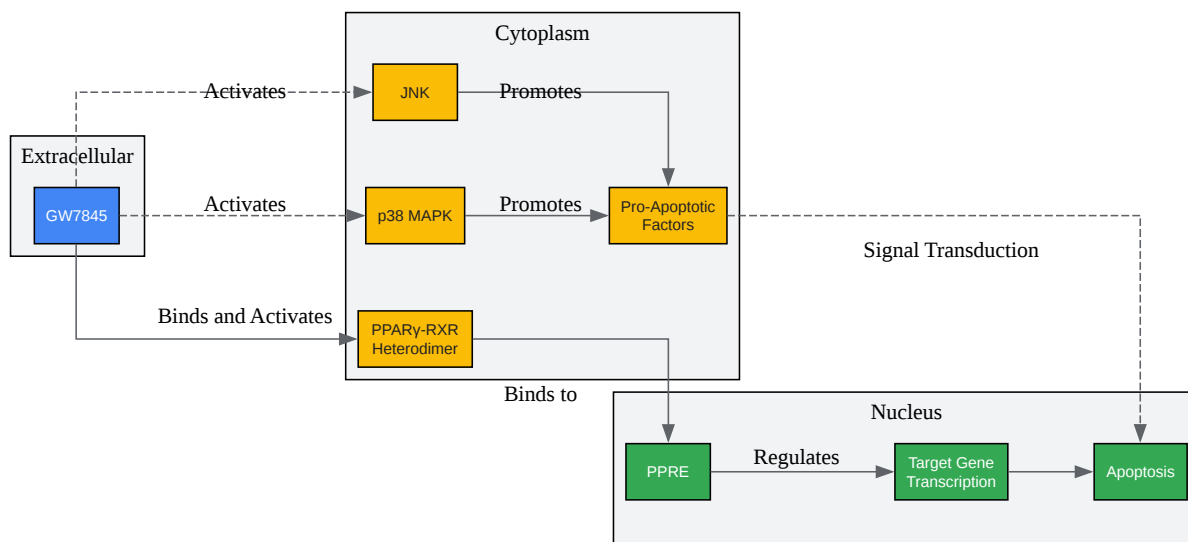 Cytoplasm
Activates
JNK
Promotes
Extracellular
GW7845
Activates
p38 MAPK
Promotes
Pro-Apoptotic
Factors
Signal Transduction
Binds and Activates
PPARγ-RXR
Heterodimer
Binds to
Nucleus
PPRE
Regulates
Target Gene
Transcription
Apoptosis